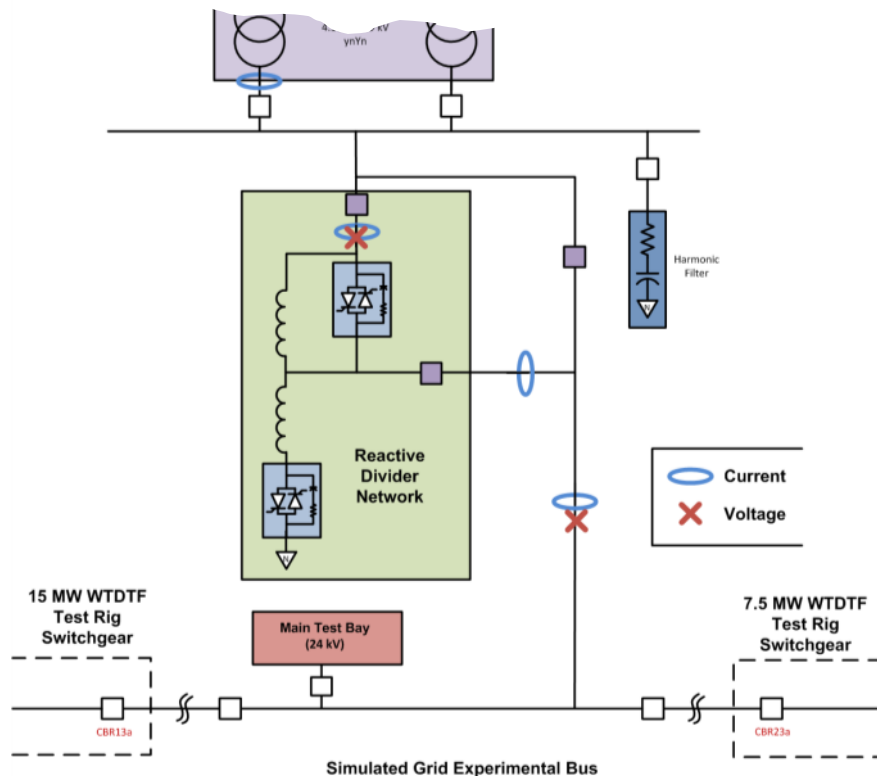 kV
ynYn
Harmonic
Filter
N
Reactive
Divider
Network
N
Current
Voltage
15 MW WTDTF
Test Rig
Switchgear
Main Test Bay
(24 kV)
7.5 MW WTDTF
Test Rig
Switchgear
CBR13a
CBR23a
Simulated Grid Experimental Bus